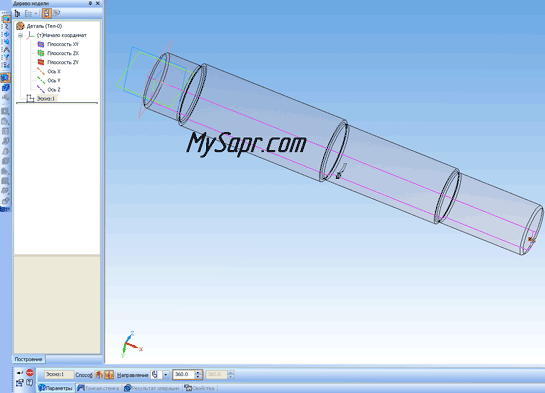 Дерево модели
Деталь (Тел-0)
(т)Начало координат
Плоскость XY
Плоскость ZX
Плоскость ZY
Ось X
Ось Y
Ось Z
Эскиз:1
MySapr.com
Z
X
Y
Построение
Эскиз:1
Способ
Направление
360.0
360.0
Параметры
Тонкая стенка
Результат операции
Свойства